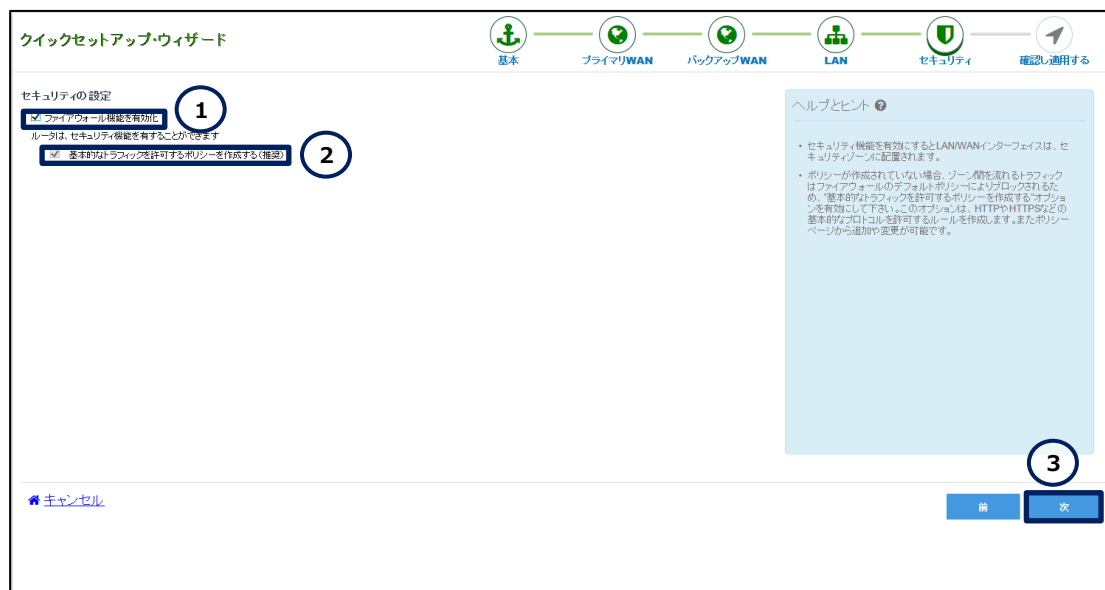 クイックセットアップ・ウィザード
基本
プライマリWAN
バックアップWAN
LAN
セキュリティ
確認し適用する
セキュリティの設定
ファイアウォール機能を有効化
1
ルータは、セキュリティ機能を有することができます
基本的なトラフィックを許可するポリシーを作成する(推奨)
2
ヘルプとヒント
• セキュリティ機能を有効にするとLAN/WANインターフェイスは、セ
キュリティゾーンに配置されます。
• ポリシーが作成されていない場合、ゾーン間を流れるトラフィック
はファイアウォールのデフォルトポリシーによりブロックされるた
め、"基本的なトラフィックを許可するポリシーを作成する"オプショ
ンを有効にして下さい。このオプションは、HTTPやHTTPSなどの
基本的なプロトコルを許可するルールを作成します。またポリシー
ページから追加や変更が可能です。
3
キャンセル
前
次